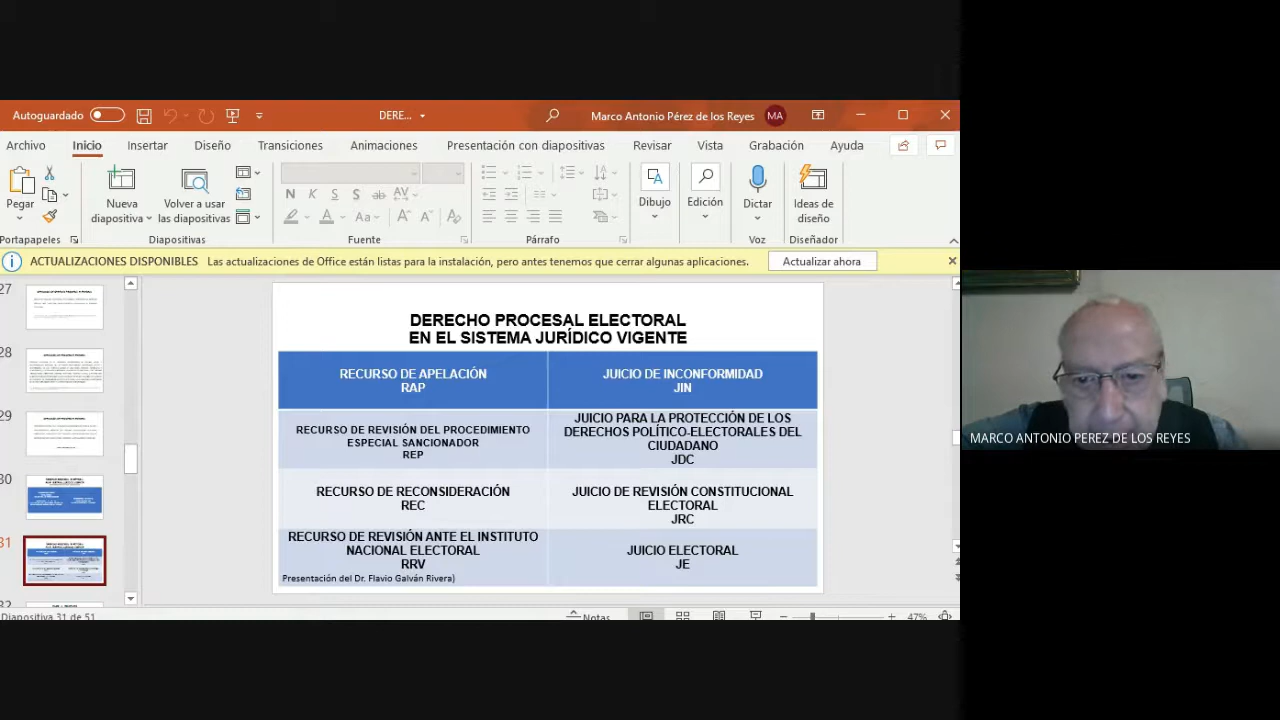 Autoguardado
DERE...
Marco Antonio Pérez de los Reyes
MA
Archivo
Inicio
Insertar
Diseño
Transiciones
Animaciones
Presentación con diapositivas
Revisar
Vista
Grabación
Ayuda
Pegar
Nueva
diapositiva
Volver a usar
las diapositivas
N K S S ab AV
Aa A A
Dibujo
Edición
Dictar
Ideas de
diseño
Portapapeles
Diapositivas
Fuente
Párrafo
Voz
Diseñador
ACTUALIZACIONES DISPONIBLES Las actualizaciones de Office están listas para la instalación, pero antes tenemos que cerrar algunas aplicaciones.
Actualizar ahora
27
28
29
30
31
32
DERECHO PROCESAL ELECTORAL
EN EL SISTEMA JURÍDICO VIGENTE
RECURSO DE APELACIÓN
RAP
JUICIO DE INCONFORMIDAD
JIN
RECURSO DE REVISIÓN DEL PROCEDIMIENTO
ESPECIAL SANCIONADOR
REP
JUICIO PARA LA PROTECCIÓN DE LOS
DERECHOS POLÍTICO-ELECTORALES DEL
CIUDADANO
JDC
RECURSO DE RECONSIDERACIÓN
REC
JUICIO DE REVISIÓN CONSTITUCIONAL
ELECTORAL
JRC
RECURSO DE REVISIÓN ANTE EL INSTITUTO
NACIONAL ELECTORAL
RRV
JUICIO ELECTORAL
JE
Presentación del Dr. Flavio Galván Rivera)
Diapositiva 31 de 51
Notas
47%
MARCO ANTONIO PEREZ DE LOS REYES